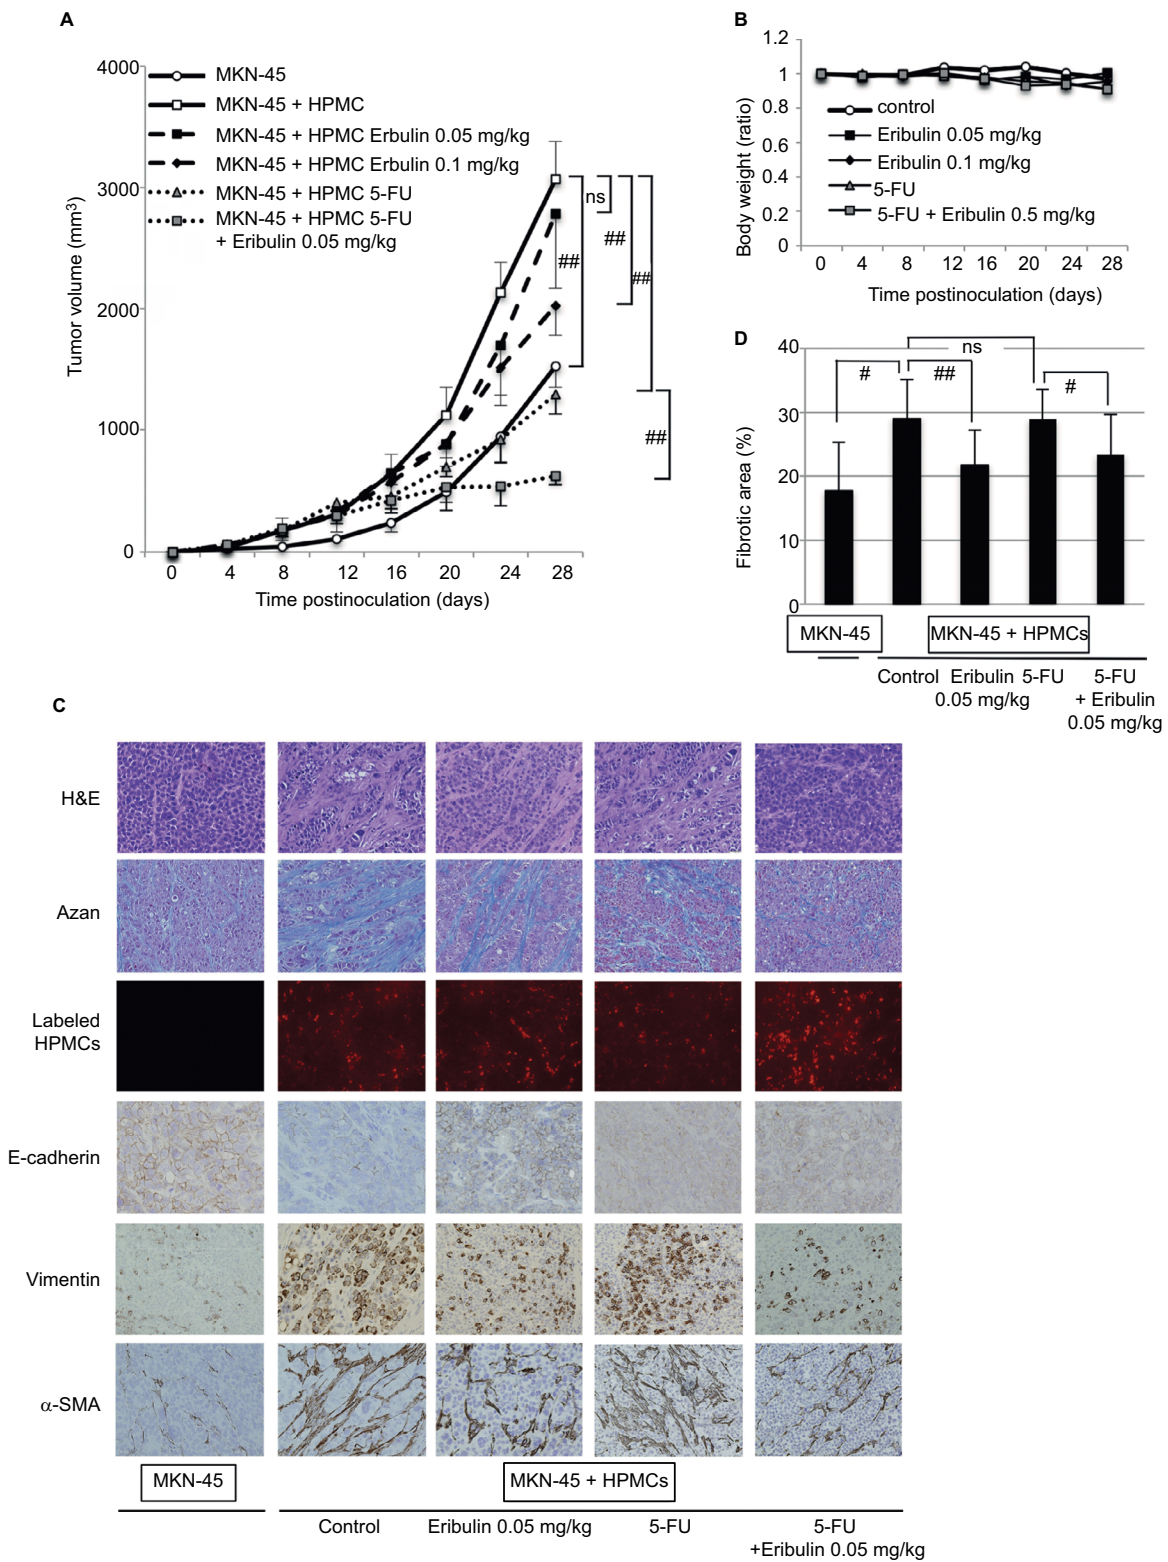 A
4000
3000
2000
1000
0
Tumor volume (mm³)
MKN-45
MKN-45 + HPMC
MKN-45 + HPMC Erbulin 0.05 mg/kg
MKN-45 + HPMC Erbulin 0.1 mg/kg
MKN-45 + HPMC 5-FU
MKN-45 + HPMC 5-FU
+ Eribulin 0.05 mg/kg
ns
##
##
##
##
0 4 8 12 16 20 24 28
Time postinoculation (days)
B
1.2
1
0.8
0.6
0.4
0.2
0
Body weight (ratio)
control
Eribulin 0.05 mg/kg
Eribulin 0.1 mg/kg
5-FU
5-FU + Eribulin 0.5 mg/kg
0 4 8 12 16 20 24 28
Time postinoculation (days)
D
40
30
20
10
0
Fibrotic area (%)
ns
# ## #
MKN-45 MKN-45 + HPMCs
Control Eribulin 5-FU 5-FU
0.05 mg/kg + Eribulin
0.05 mg/kg
C
H&E
Azan
Labeled
HPMCs
E-cadherin
Vimentin
α-SMA
MKN-45 MKN-45 + HPMCs
Control Eribulin 0.05 mg/kg 5-FU 5-FU
+Eribulin 0.05 mg/kg